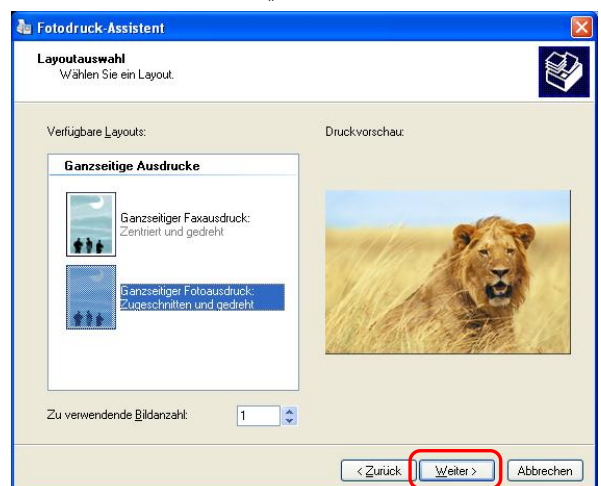 Fotodruck-Assistent
Layoutauswahl
Wählen Sie ein Layout.
Verfügbare Layouts:
Druckvorschau:
Ganzseitige Ausdrucke
Ganzseitiger Faxausdruck:
Zentriert und gedreht
Ganzseitiger Fotoausdruck:
Zugeschnitten und gedreht
Zu verwendende Bildanzahl:
1
< Zurück
Weiter >
Abbrechen